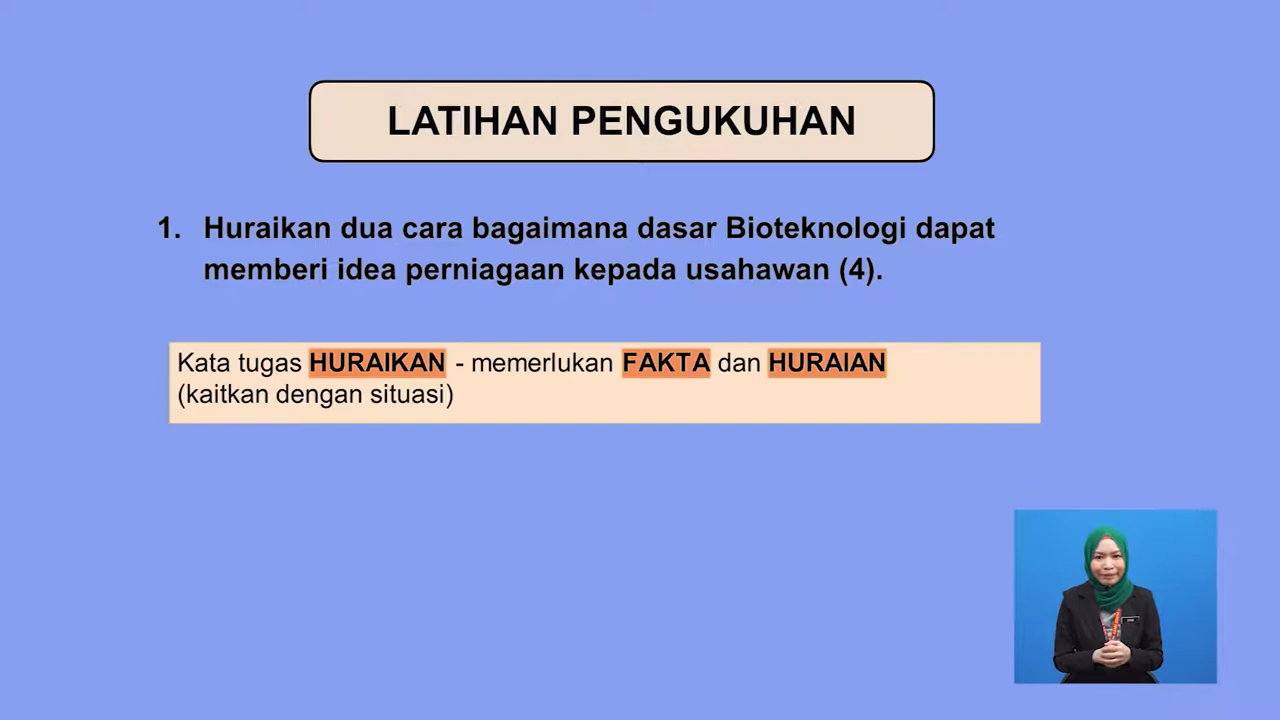 LATIHAN PENGUKUHAN
1. Huraikan dua cara bagaimana dasar Bioteknologi dapat
memberi idea perniagaan kepada usahawan (4).
Kata tugas HURAIKAN - memerlukan FAKTA dan HURAIAN
(kaitkan dengan situasi)